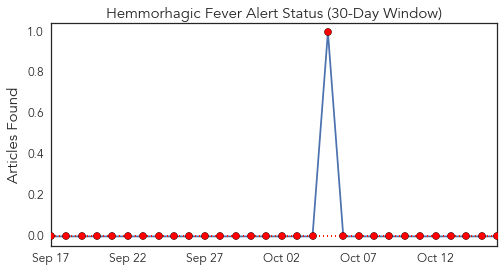 Hemmorhagic Fever Alert Status (30-Day Window)
Articles Found
1.0
0.8
0.6
0.4
0.2
0.0
Sep 17 Sep 22 Sep 27 Oct 02 Oct 07 Oct 12